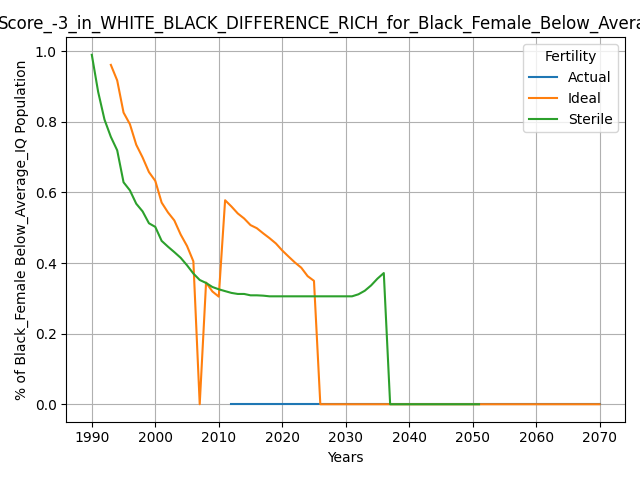 Score_-3_in_WHITE_BLACK_DIFFERENCE_RICH_for_Black_Female_Below_Avera
% of Black_Female Below_Average_IQ Population
1.0
0.8
0.6
0.4
0.2
0.0
Fertility
Actual
Ideal
Sterile
1990 2000 2010 2020 2030 2040 2050 2060 2070
Years